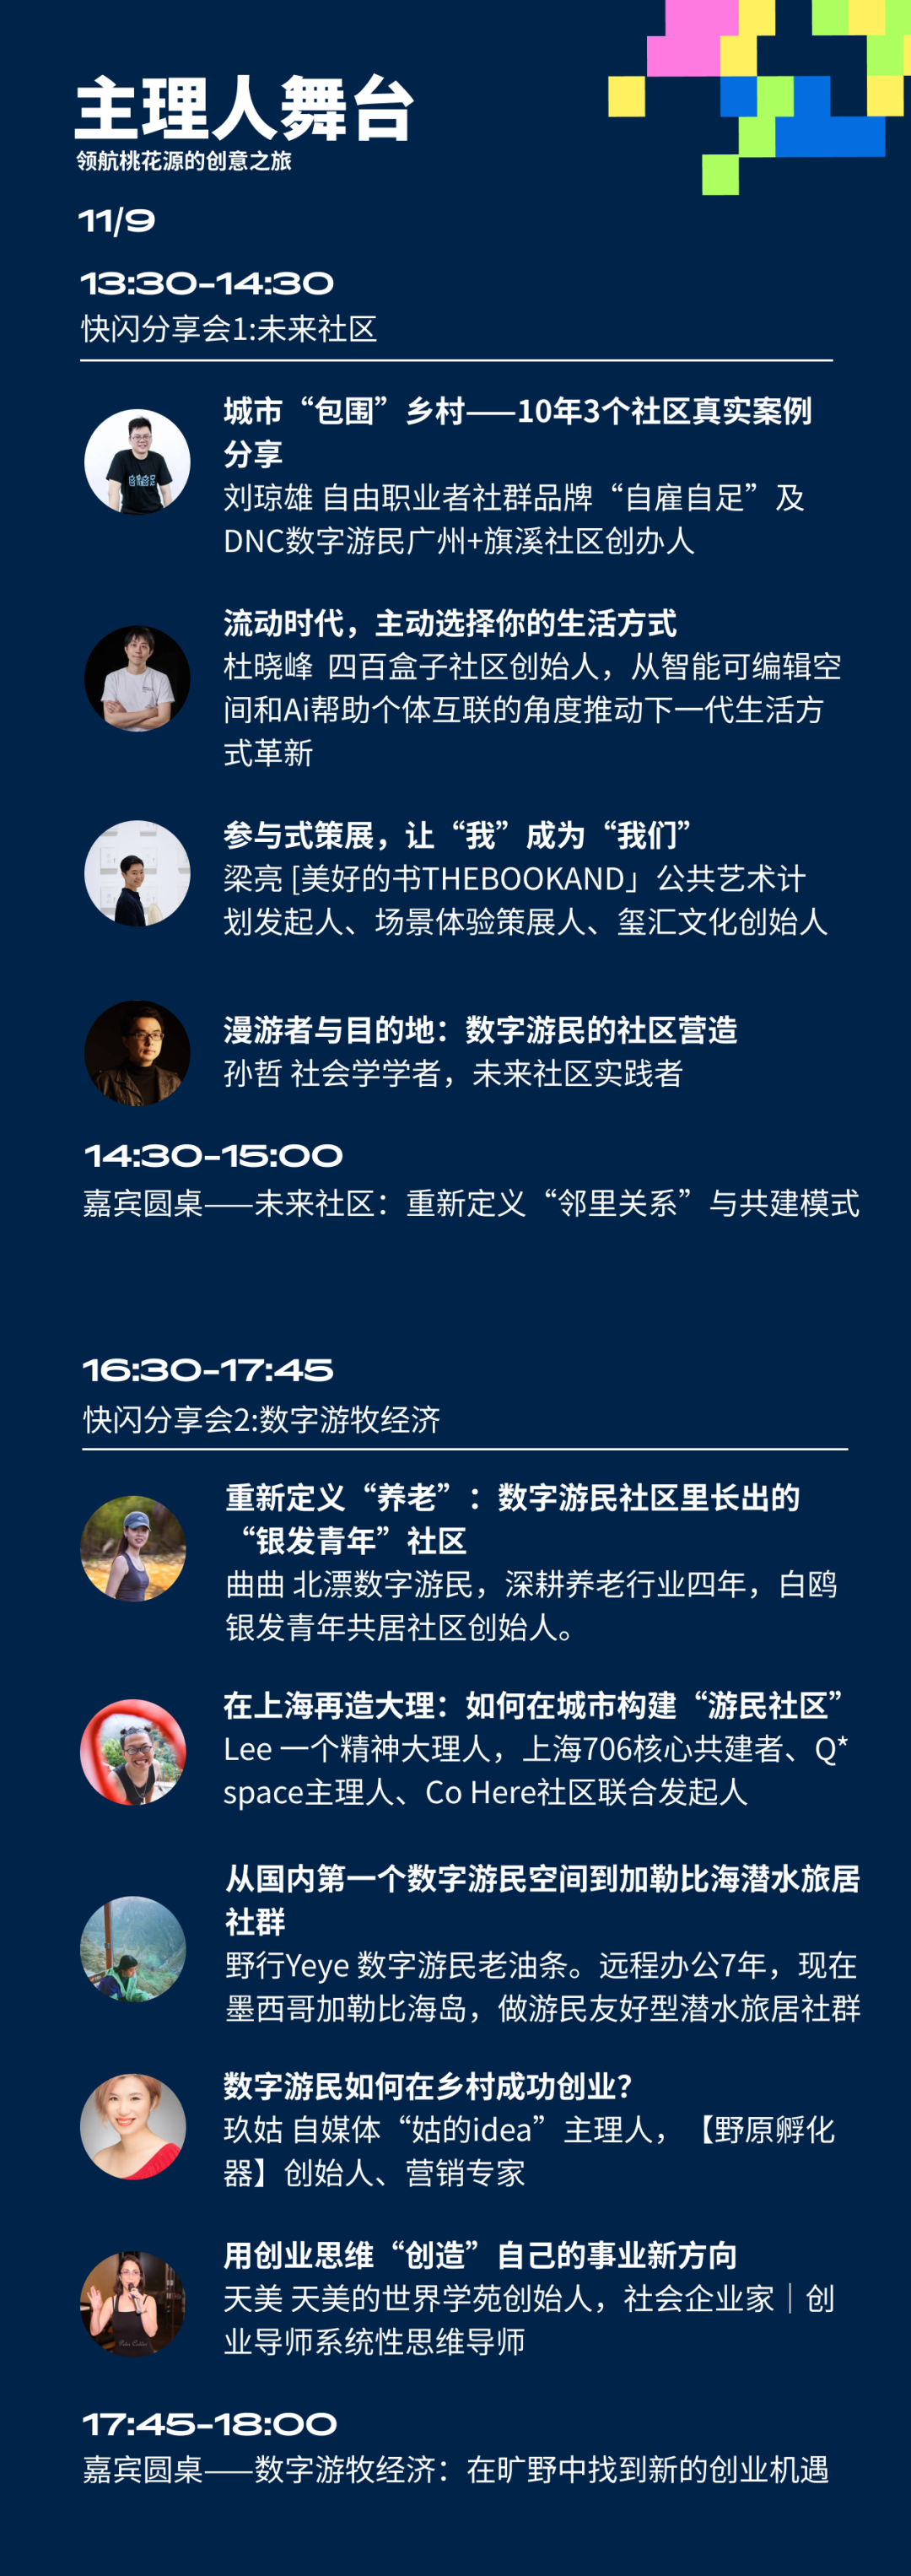 主理人舞台
领航桃花源的创意之旅
11/9
13:30-14:30
快闪分享会1:未来社区
城市“包围”乡村——10年3个社区真实案例
分享
刘琼雄 自由职业者社群品牌“自雇自足”及
DNC数字游民广州+旗溪社区创办人
流动时代，主动选择你的生活方式
杜晓峰 四百盒子社区创始人，从智能可编辑空
间和Ai帮助个体互联的角度推动下一代生活方
式革新
参与式策展，让“我”成为“我们”
梁亮 [美好的书THEBOOKAND」公共艺术计
划发起人、场景体验策展人、玺汇文化创始人
漫游者与目的地：数字游民的社区营造
孙哲 社会学学者，未来社区实践者
14:30-15:00
嘉宾圆桌——未来社区：重新定义“邻里关系”与共建模式
16:30-17:45
快闪分享会2:数字游牧经济
重新定义“养老”：数字游民社区里长出的
“银发青年”社区
曲曲 北漂数字游民，深耕养老行业四年，白鸥
银发青年共居社区创始人。
在上海再造大理：如何在城市构建“游民社区”
Lee 一个精神大理人，上海706核心共建者、Q*
space主理人、Co Here社区联合发起人
从国内第一个数字游民空间到加勒比海潜水旅居
社群
野行Yeye 数字游民老油条。远程办公7年，现在
墨西哥加勒比海岛，做游民友好型潜水旅居社群
数字游民如何在乡村成功创业？
玖姑 自媒体“姑的idea”主理人，【野原孵化
器】创始人、营销专家
用创业思维“创造”自己的事业新方向
天美 天美的世界学苑创始人，社会企业家｜创
业导师系统性思维导师
17:45-18:00
嘉宾圆桌——数字游牧经济：在旷野中找到新的创业机遇